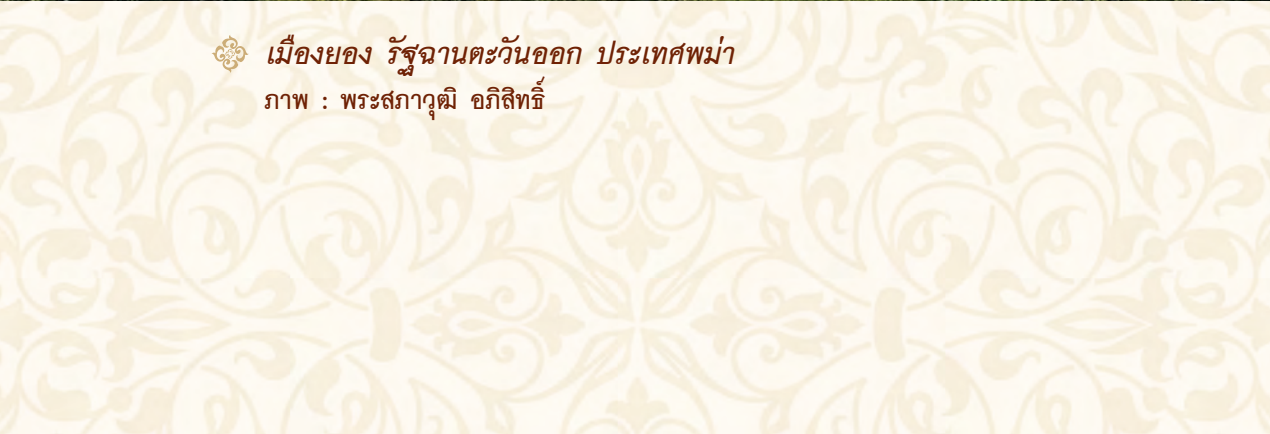 เมืองยอง รัฐฉานตะวันออก ประเทศพม่า
ภาพ : พระสภาวุฒิ อภิสิทธิ์